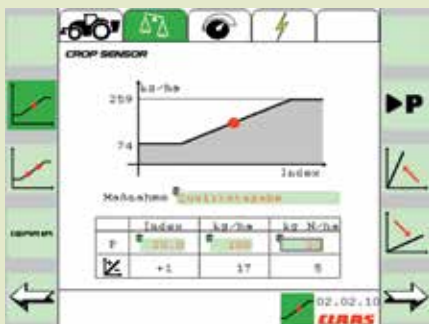 CROP SENSOR
kg/ha
259
74
Index
Maßnahme Qualitätsgabe
Index kg/ha kg N/ha
P
+1 17 5
▶P
02.02.10
CLAAS